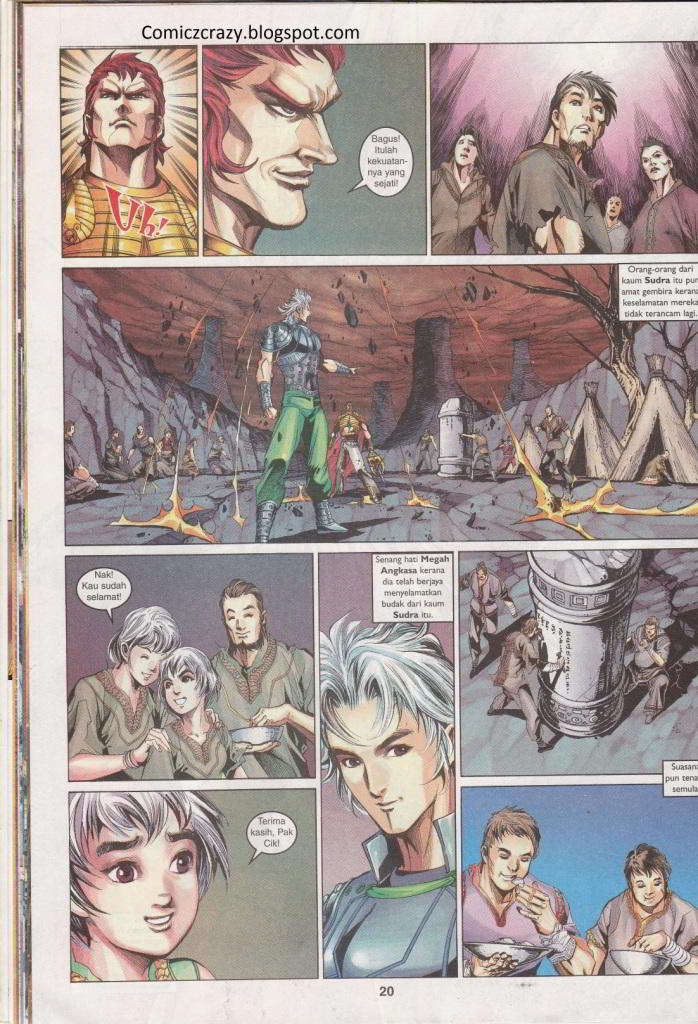 Comiczcrazy.blogspot.com
Uh!
Bagus!
Itulah
kekuatan-
nya yang
sejati!
Orang-orang dari
kaum Sudra itu pun
amat gembira kerana
keselamatan mereka
tidak terancam lagi.
Nak!
Kau sudah
selamat!
Senang hati Megah
Angkasa kerana
dia telah berjaya
menyelamatkan
budak dari kaum
Sudra itu.
Suasana
pun tena
semula
Terima
kasih, Pak
Cik!
20